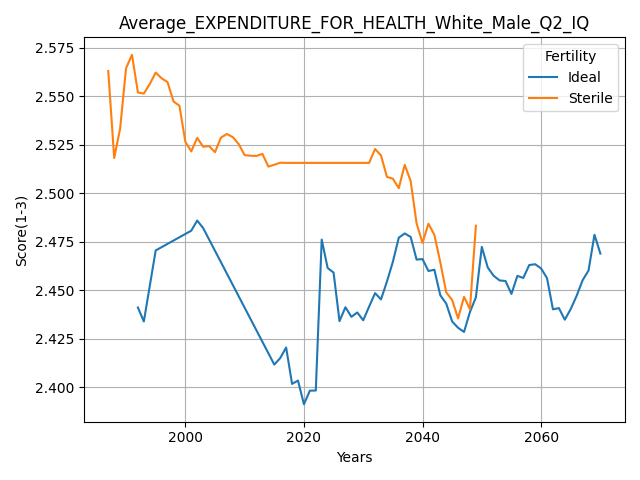 Average_EXPENDITURE_FOR_HEALTH_White_Male_Q2_IQ
Fertility
Ideal
Sterile
Score(1-3)
2.575
2.550
2.525
2.500
2.475
2.450
2.425
2.400
2000
2020
2040
2060
Years